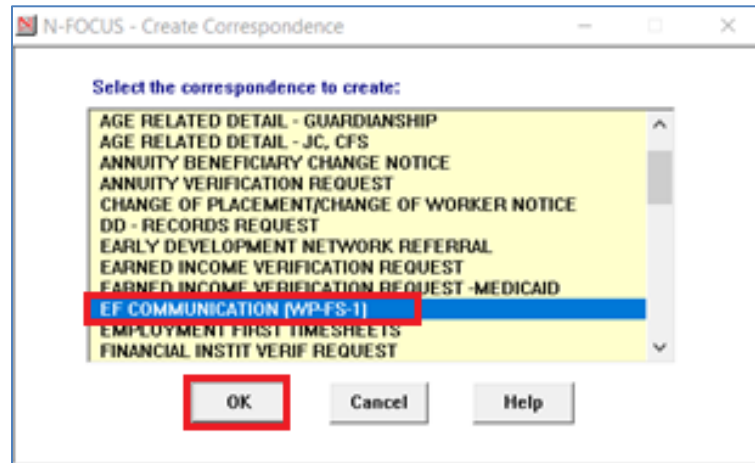 N-FOCUS - Create Correspondence
Select the correspondence to create:
AGE RELATED DETAIL - GUARDIANSHIP
AGE RELATED DETAIL - JC, CFS
ANNUITY BENEFICIARY CHANGE NOTICE
ANNUITY VERIFICATION REQUEST
CHANGE OF PLACEMENT/CHANGE OF WORKER NOTICE
DD - RECORDS REQUEST
EARLY DEVELOPMENT NETWORK REFERRAL
EARNED INCOME VERIFICATION REQUEST
EARNED INCOME VERIFICATION REQUEST -MEDICAID
EF COMMUNICATION (WP-FS-1)
EMPLOYMENT FIRST TIMESHEETS
FINANCIAL INSTIT VERIF REQUEST
OK Cancel Help